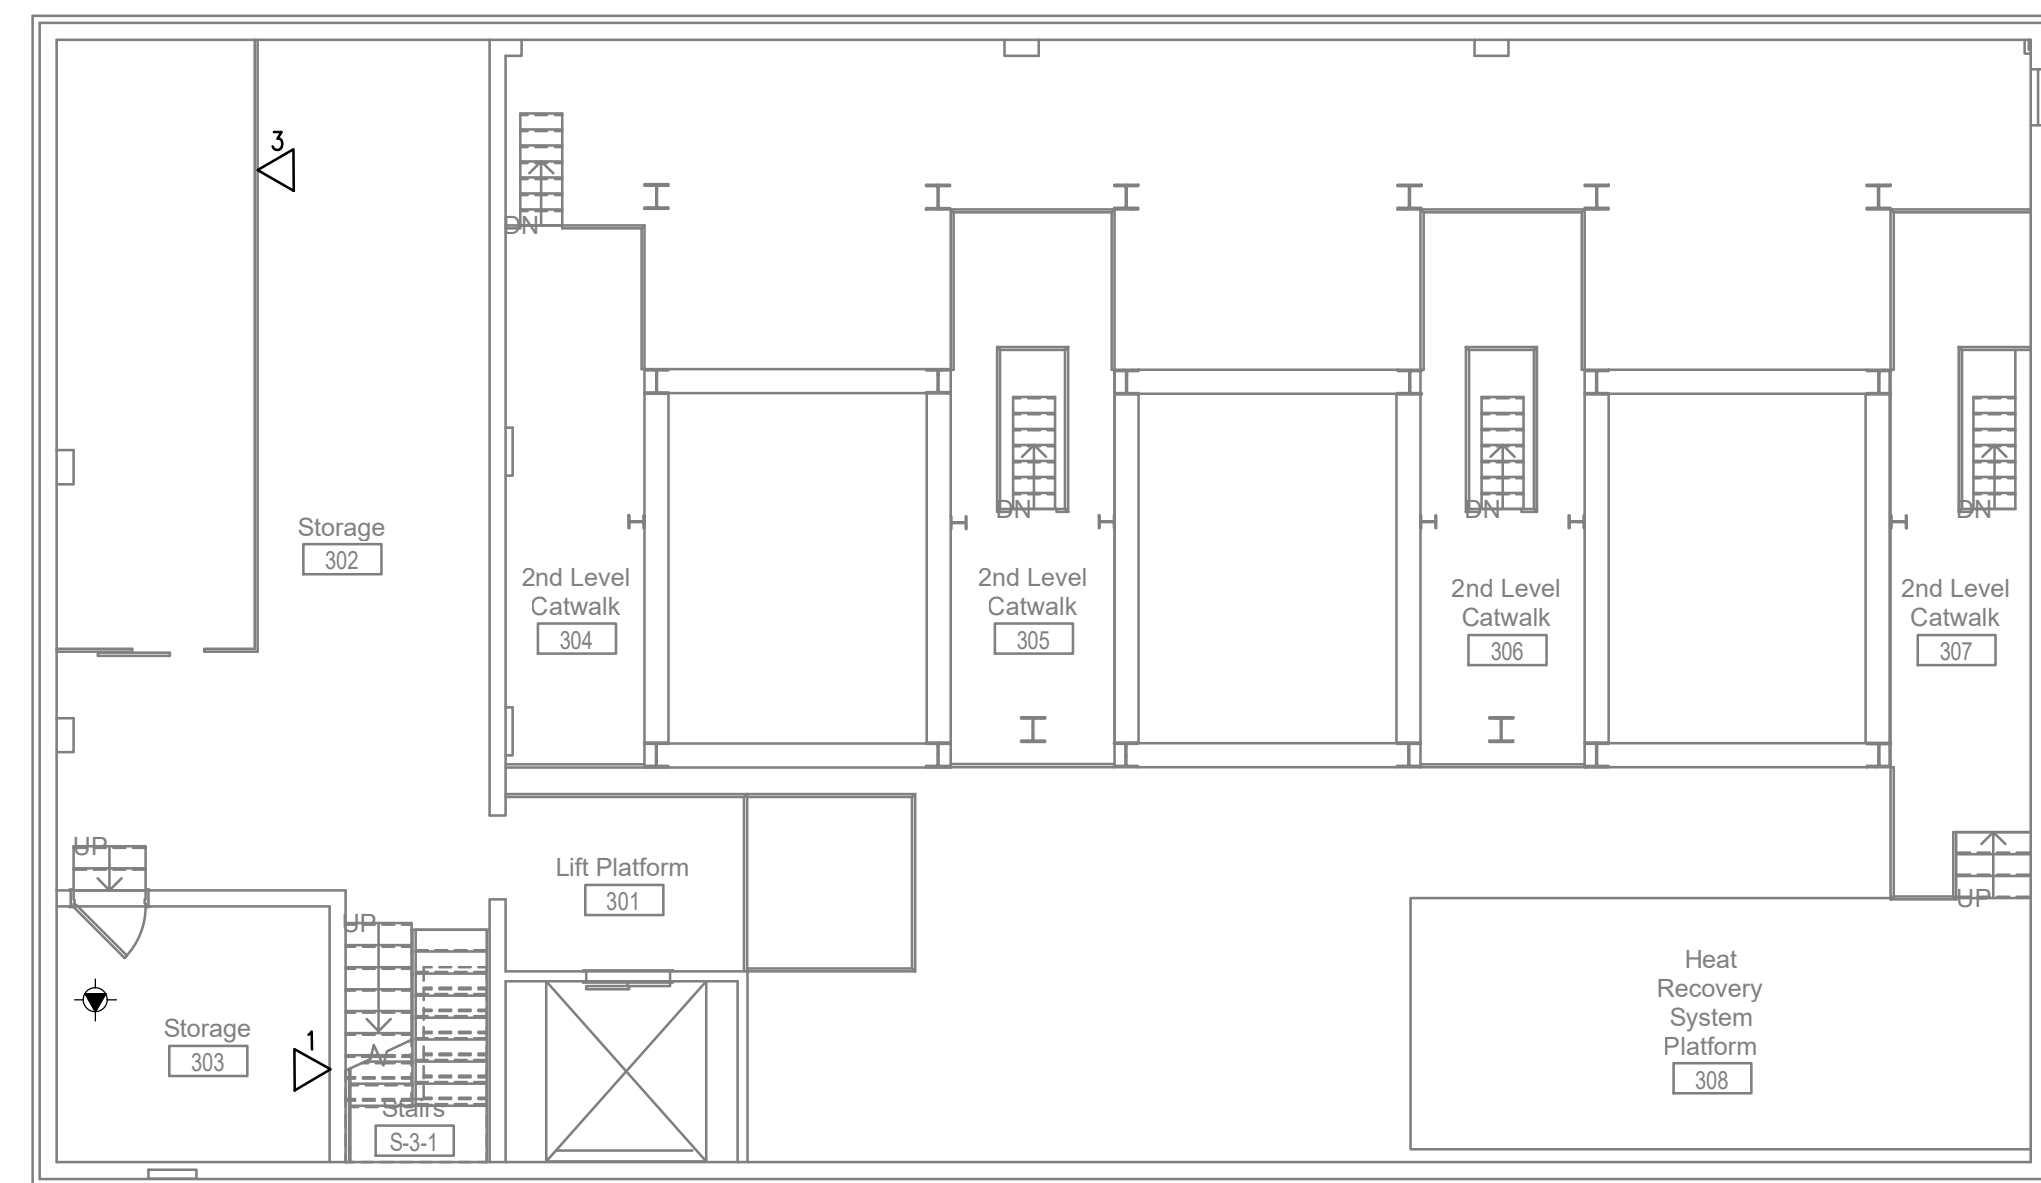 3
DN
Storage
302
2nd Level
Catwalk
304
DN
2nd Level
Catwalk
305
DN
2nd Level
Catwalk
306
DN
2nd Level
Catwalk
307
UP
Lift Platform
301
UP
UP
Storage
303
1
Stairs
S-3-1
Heat
Recovery
System
Platform
308